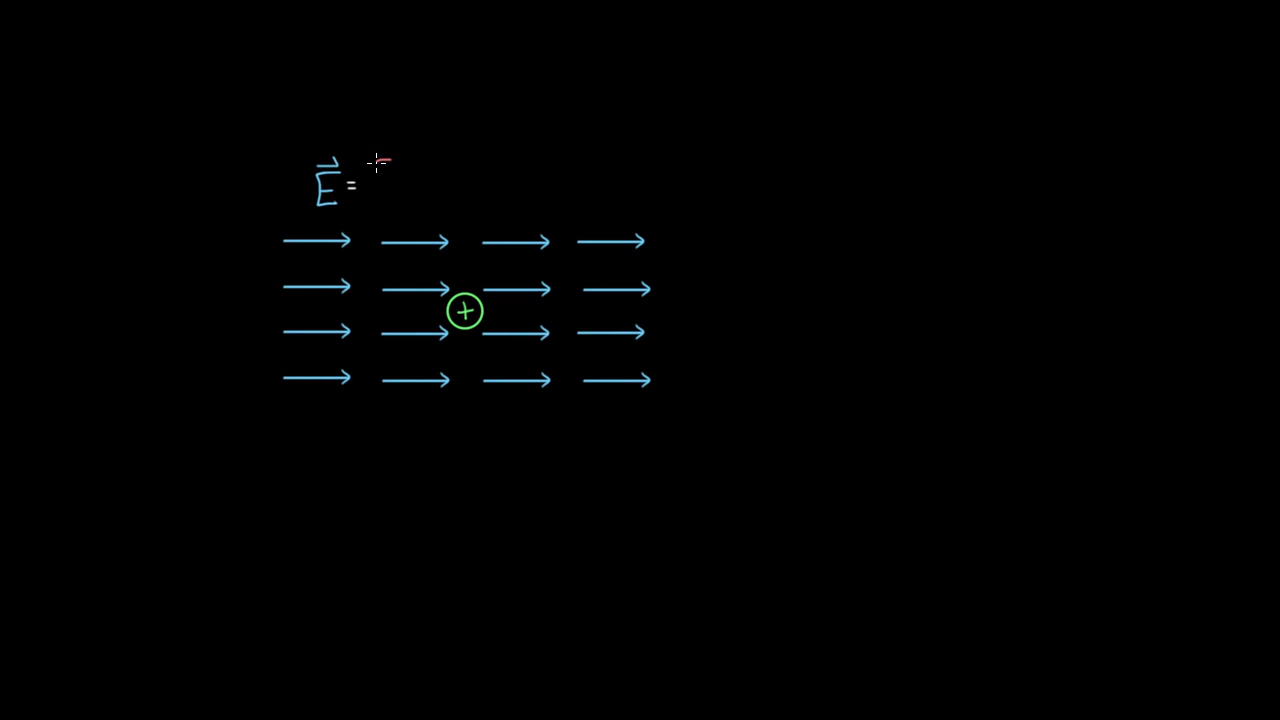 E⃗ =
+